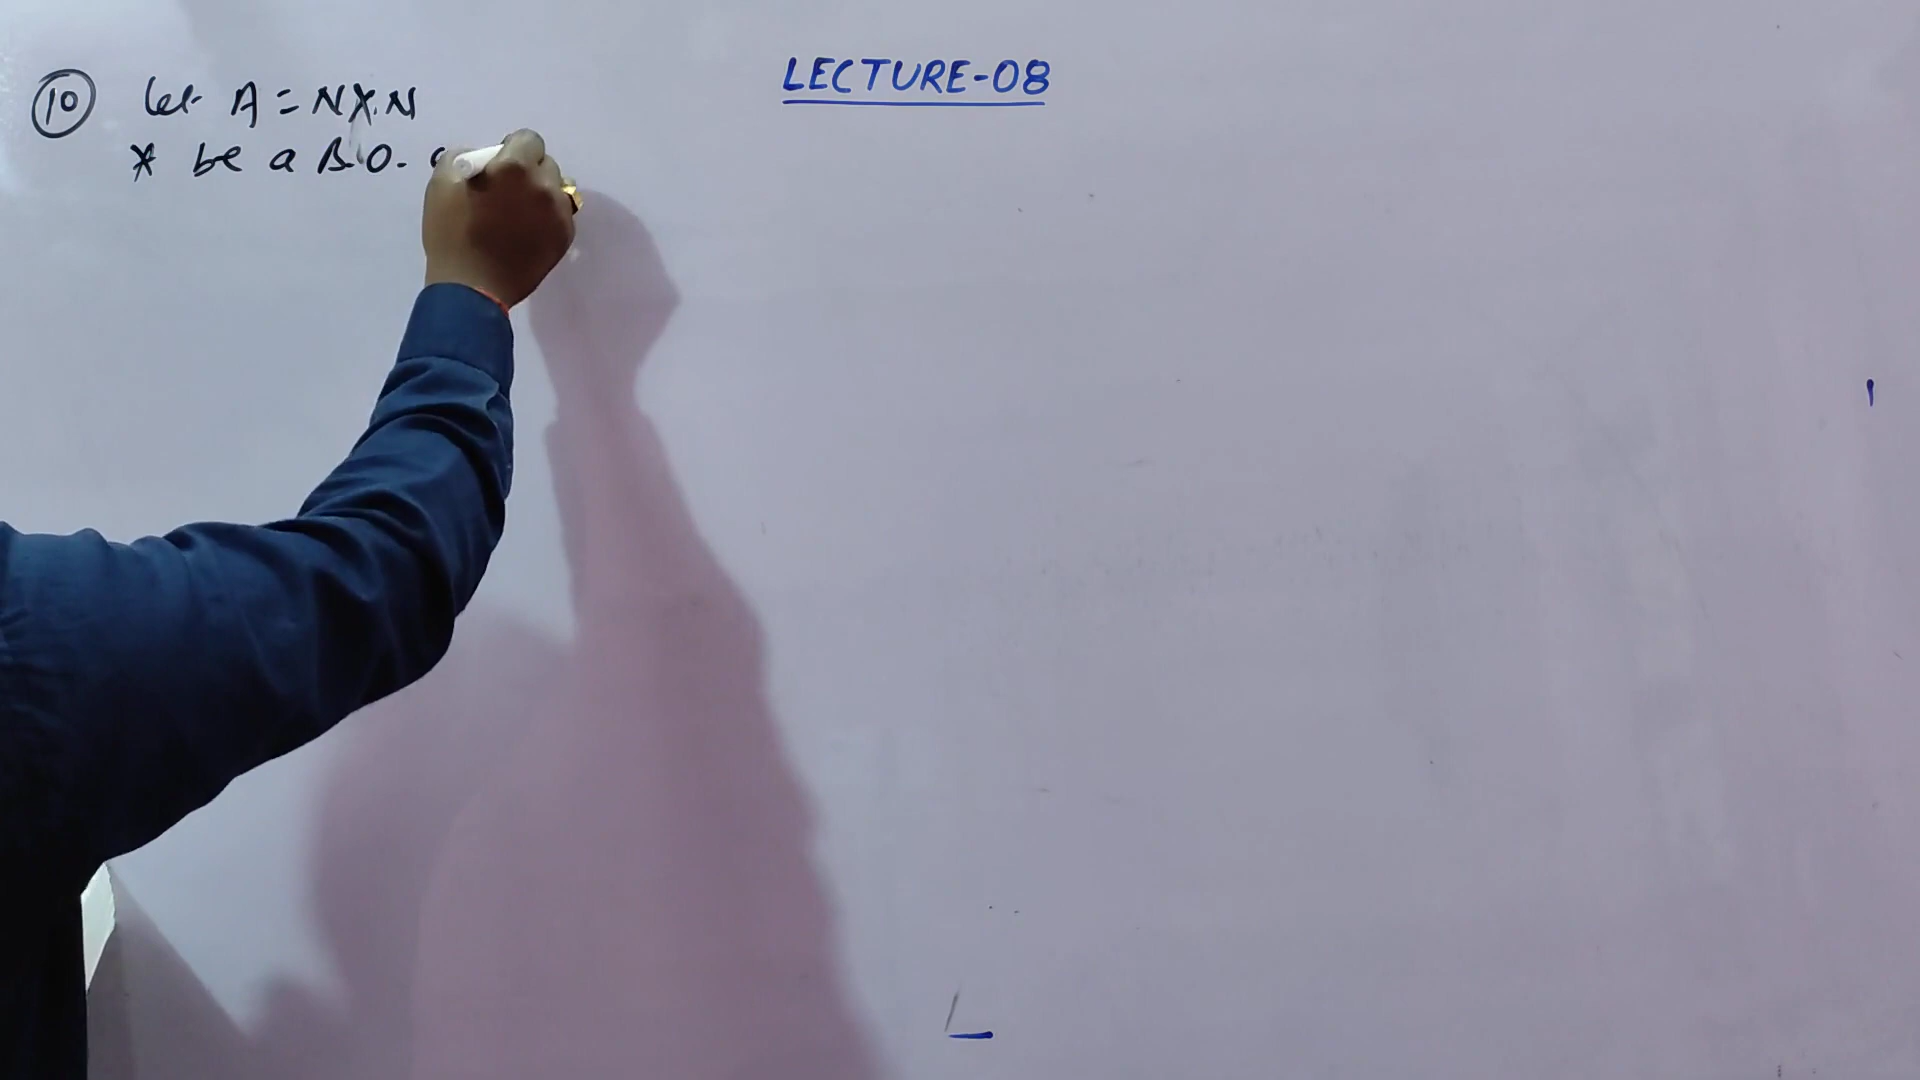 LECTURE-08
10 Let A = N X N
* be a B.O.